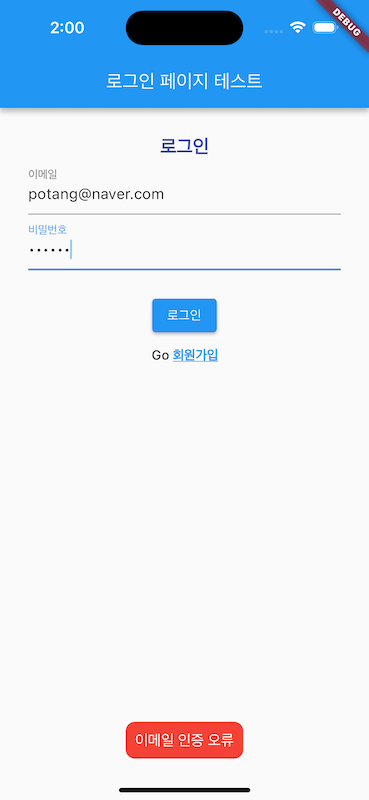 2:00
DEBUG
로그인 페이지 테스트
로그인
이메일
potang@naver.com
비밀번호
••••••
로그인
Go 회원가입
이메일 인증 오류